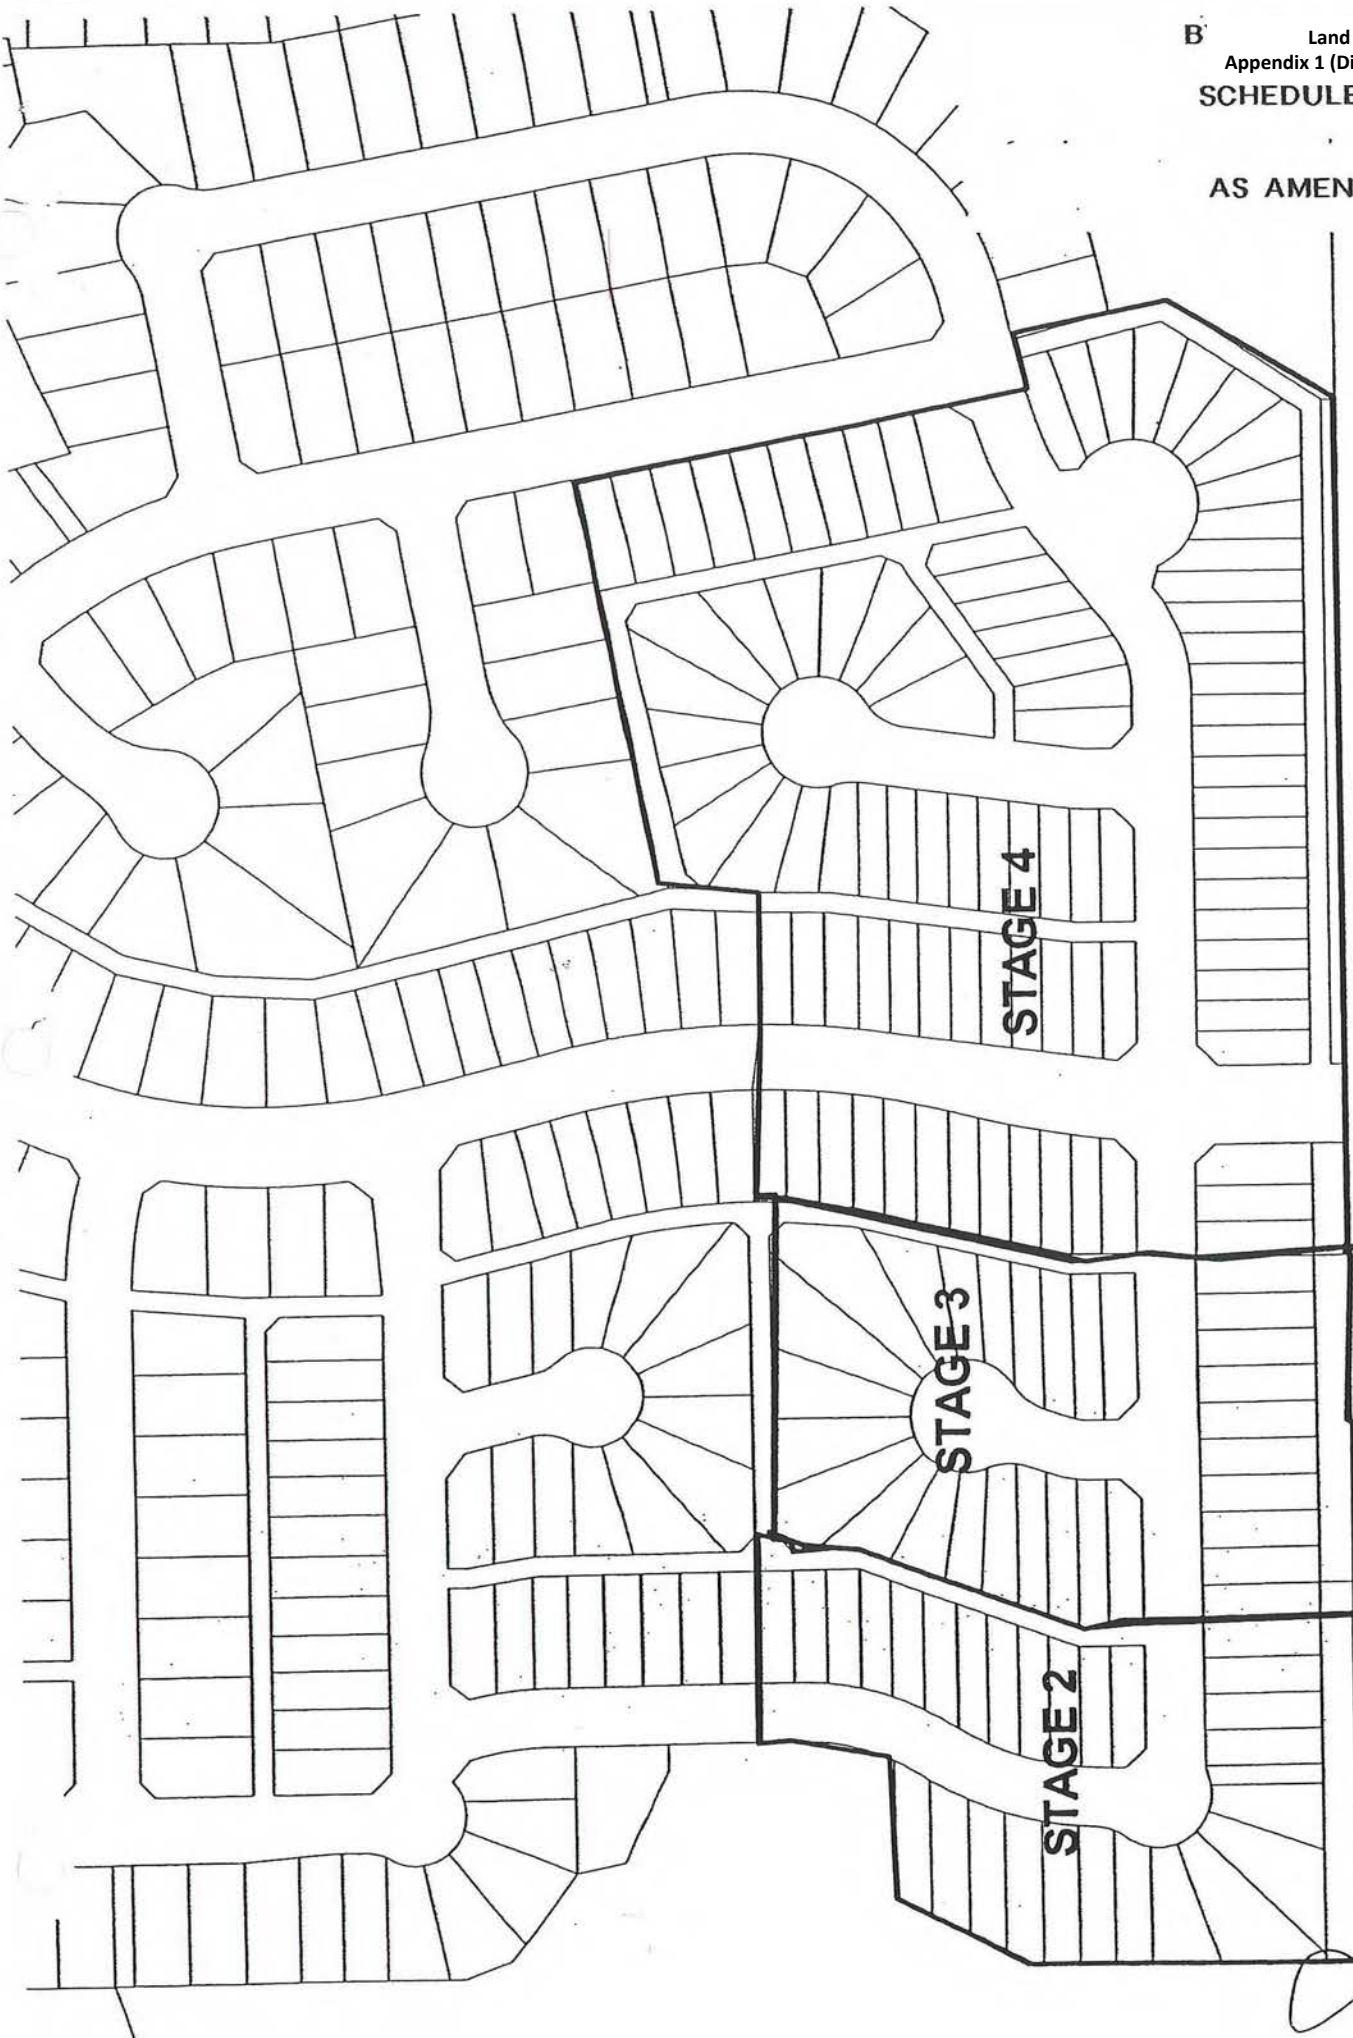 B
Land
Appendix 1 (Di
SCHEDULE
AS AMEN
STAGE 4
STAGE 3
STAGE 2